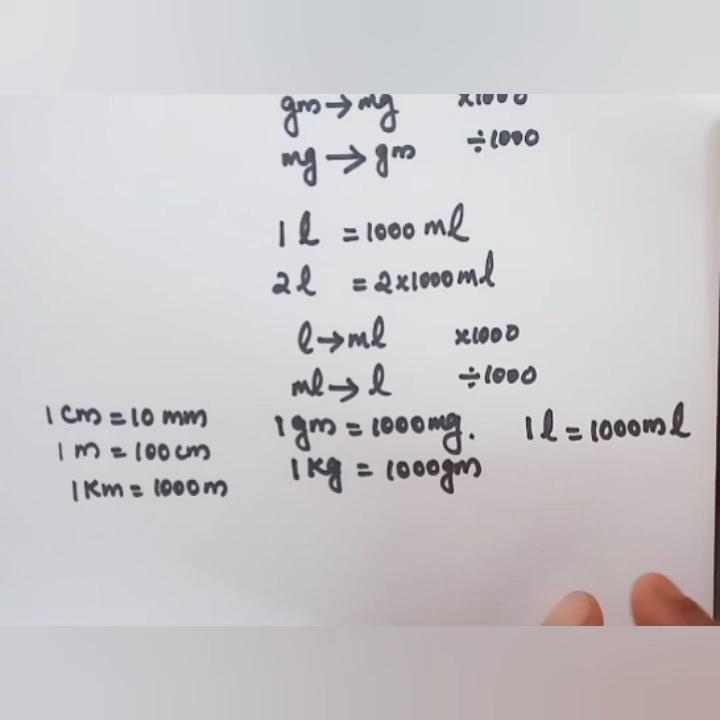 gm → mg ×1000
mg → gm ÷1000
1 l = 1000 ml
2 l = 2×1000 ml
l → ml ×1000
ml → l ÷1000
1 cm = 10 mm
1 m = 100 cm
1 Km = 1000 m
1 gm = 1000 mg.
1 Kg = 1000 gm
1 l = 1000 ml